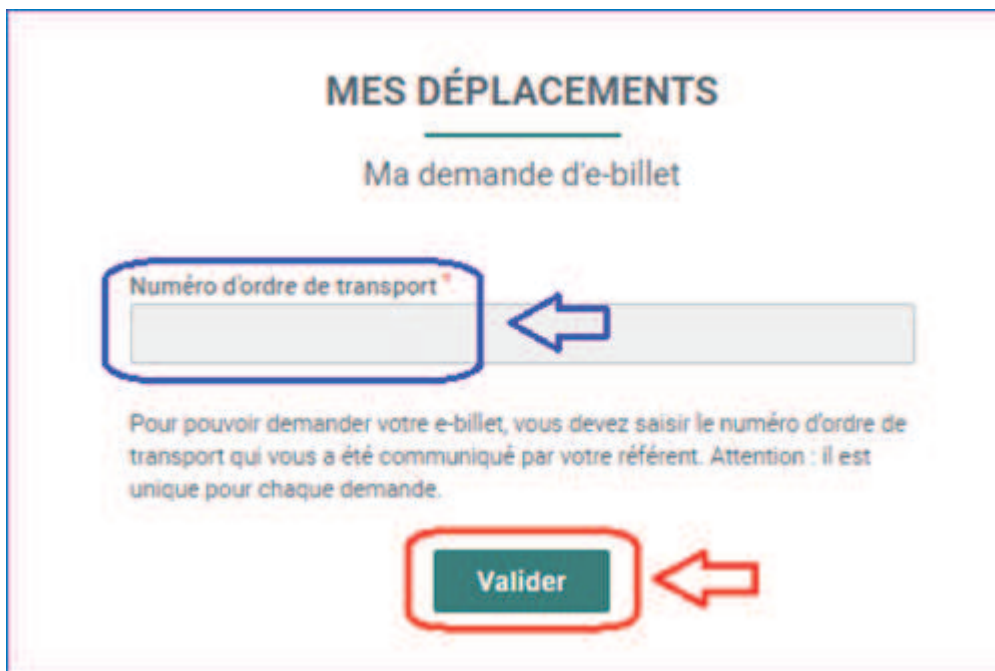 MES DÉPLACEMENTS
Ma demande d'e-billet
Numéro d'ordre de transport *
Pour pouvoir demander votre e-billet, vous devez saisir le numéro d'ordre de
transport qui vous a été communiqué par votre référent. Attention : il est
unique pour chaque demande.
Valider